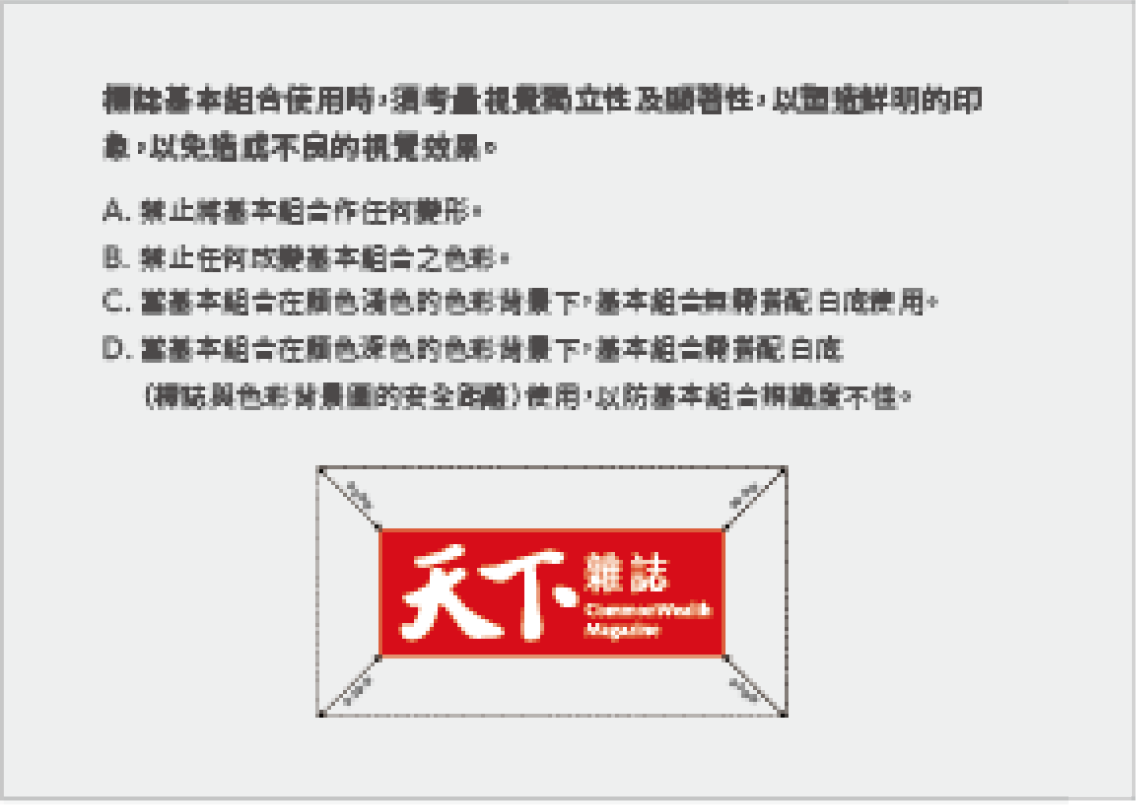 標誌基本組合使用時，須考量視覺獨立性及顯著性，以塑造鮮明的印
象，以免造成不良的視覺效果。
A. 禁止將基本組合作任何變形。
B. 禁止任何改變基本組合之色彩。
C. 當基本組合在顏色淺色的色彩背景下，基本組合無需搭配白底使用。
D. 當基本組合在顏色深色的色彩背景下，基本組合需搭配白底
（標誌與色彩背景圖的安全距離）使用，以防基本組合辨識度不佳。
天下 雜誌
CommonWealth
Magazine